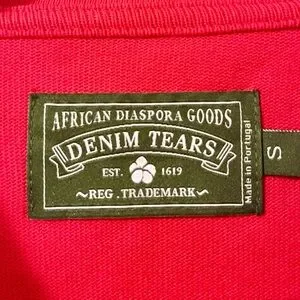 AFRICAN DIASPORA GOODS
DENIM TEARS
EST. 1619
~REG .TRADEMARK~
Made in Portugal
S